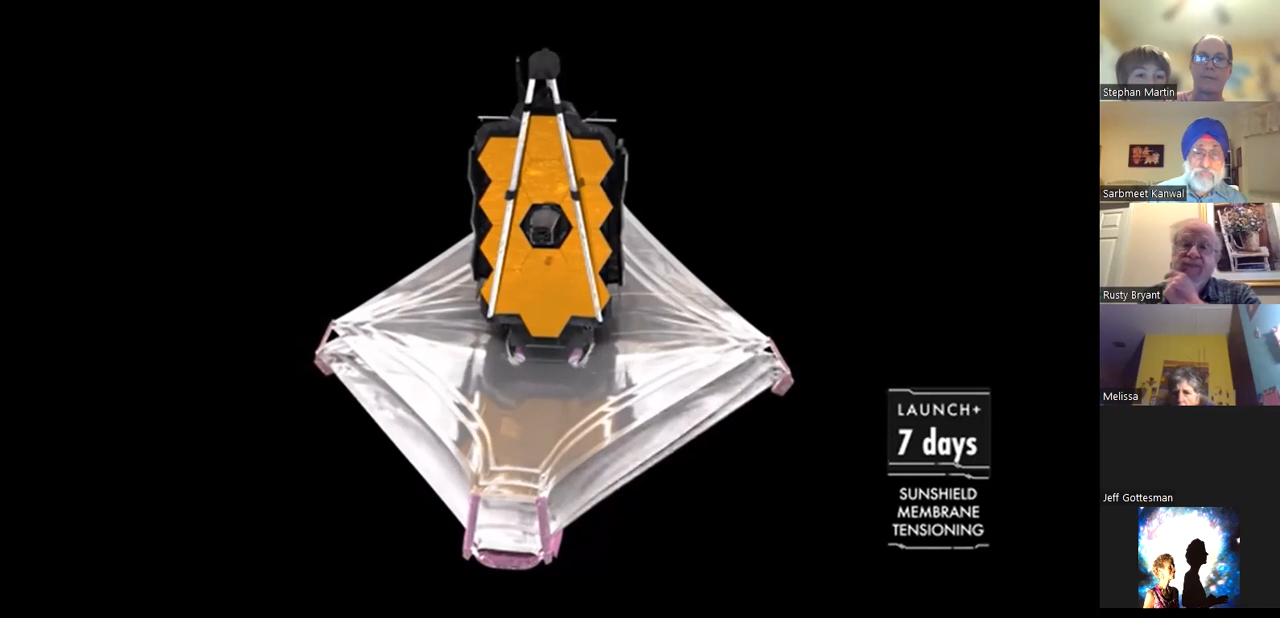 LAUNCH+
7 days
SUNSHIELD
MEMBRANE
TENSIONING
Stephan Martin
Sarbmeet Kanwal
Rusty Bryant
Melissa
Jeff Gottesman